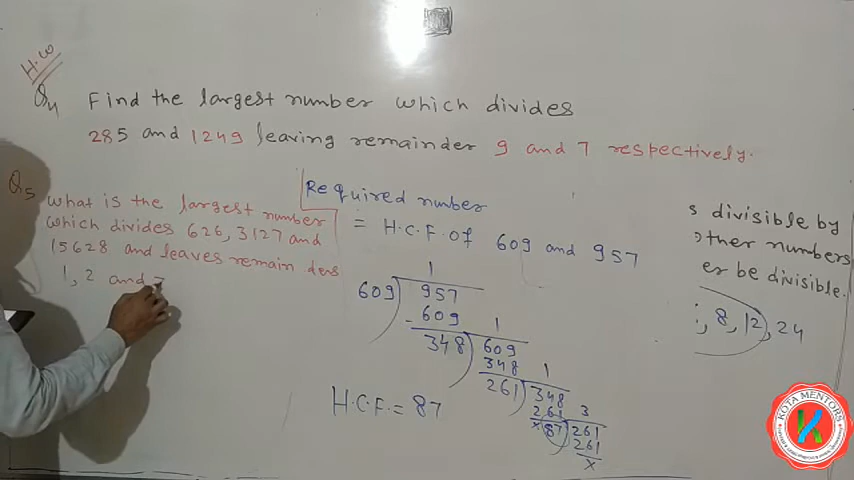 H.W
Q4 Find the largest number which divides
285 and 1249 leaving remainder 9 and 7 respectively.
Q5 What is the largest number
which divides 626, 3127 and
15628 and leaves remain ders
1, 2 and
Required number
= H.C.F. of 609 and 957
1
609 957
- 609 1
348 609
348 1
261 348
261 3
x 87 261
261
x
H.C.F. = 87
s divisible by
other numbers
er be divisible.
, 8, 12, 24
KOTA MENTORS